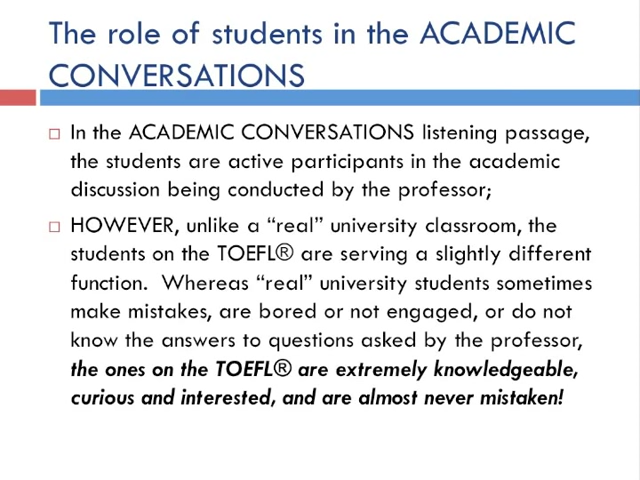 The role of students in the ACADEMIC
CONVERSATIONS
In the ACADEMIC CONVERSATIONS listening passage,
the students are active participants in the academic
discussion being conducted by the professor;
HOWEVER, unlike a “real” university classroom, the
students on the TOEFL® are serving a slightly different
function. Whereas “real” university students sometimes
make mistakes, are bored or not engaged, or do not
know the answers to questions asked by the professor,
the ones on the TOEFL® are extremely knowledgeable,
curious and interested, and are almost never mistaken!